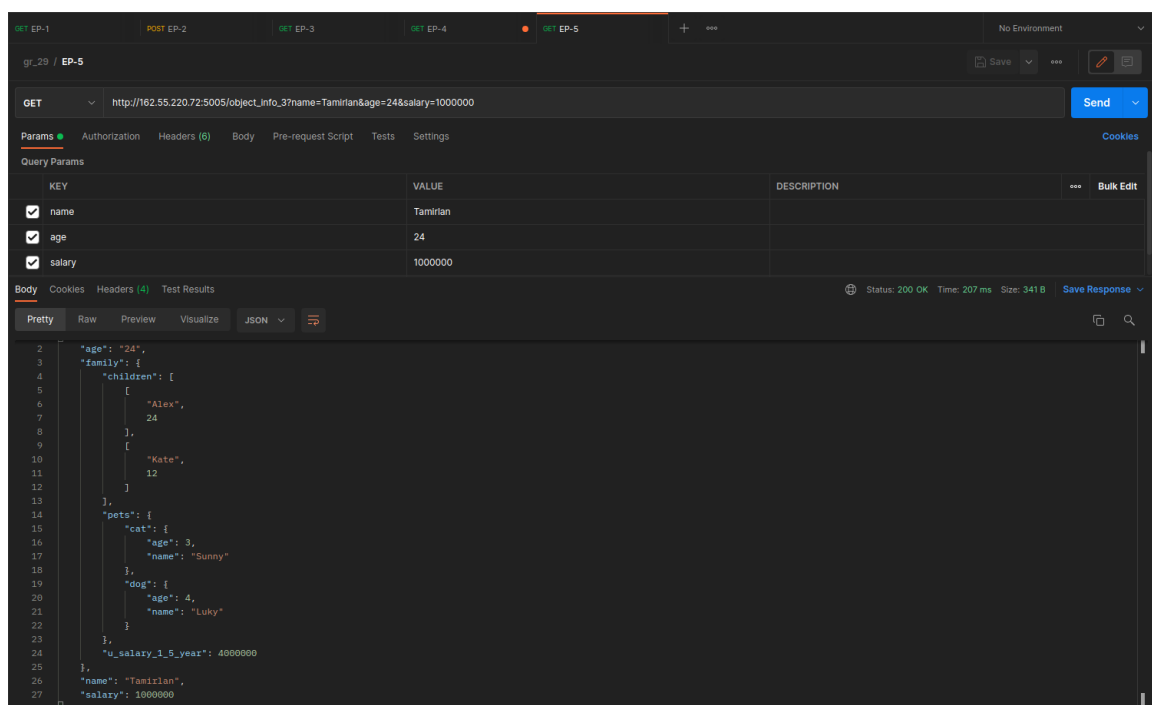 GET EP-1 POST EP-2 GET EP-3 GET EP-4 GET EP-5 + No Environment
gr_29 / EP-5 Save
GET http://162.55.220.72:5005/object_info_3?name=Tamirlan&age=24&salary=1000000 Send
Params Authorization Headers (6) Body Pre-request Script Tests Settings Cookies
Query Params
KEY VALUE DESCRIPTION Bulk Edit
name Tamirlan
age 24
salary 1000000
Body Cookies Headers (4) Test Results Status: 200 OK Time: 207 ms Size: 341 B Save Response
Pretty Raw Preview Visualize JSON
2 "age": "24",
3 "family": {
4 "children": [
5 [
6 "Alex",
7 24
8 ],
9 [
10 "Kate",
11 12
12 ]
13 ],
14 "pets": {
15 "cat": {
16 "age": 3,
17 "name": "Sunny"
18 },
19 "dog": {
20 "age": 4,
21 "name": "Luky"
22 }
23 },
24 "u_salary_1_5_year": 4000000
25 },
26 "name": "Tamirlan",
27 "salary": 1000000